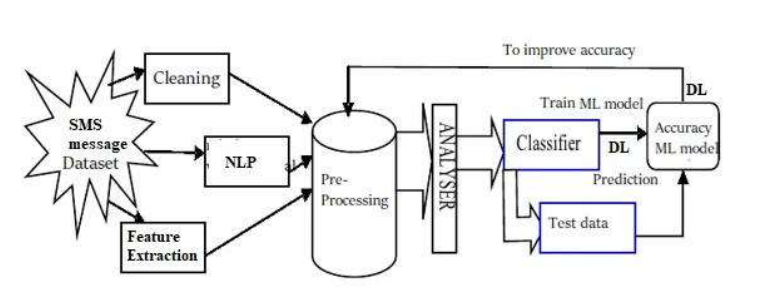 To improve accuracy
Cleaning
DL
SMS
message
Dataset
Train ML model
NLP
ANALYSER
Classifier
DL
Accuracy
ML model
Pre-
Processing
Prediction
Feature
Extraction
Test data